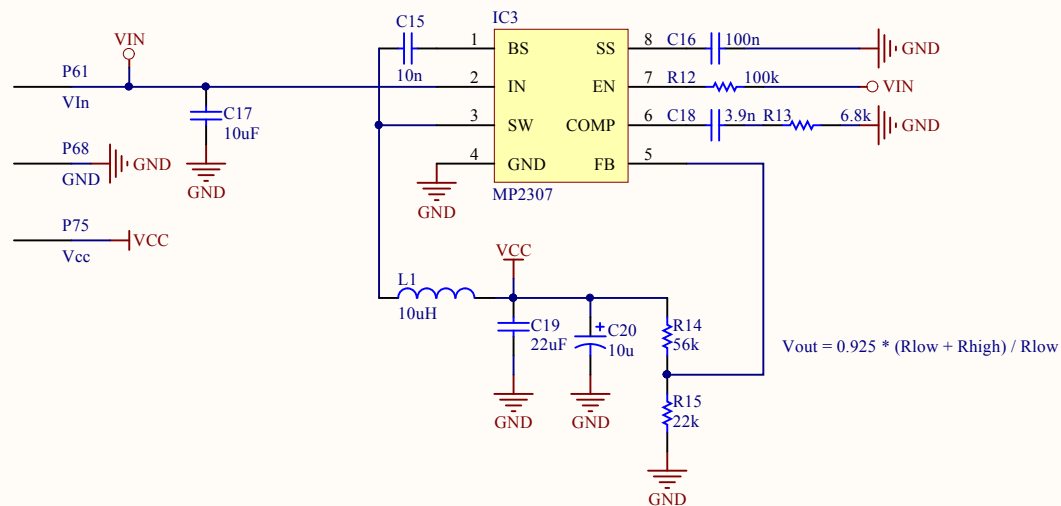 VIN
P61
VIn
C17
10uF
GND
P68
GND
GND
P75
Vcc
VCC
C15
10n
IC3
1
BS
2
IN
3
SW
4
GND
SS
8
EN
7
COMP
6
FB
5
MP2307
GND
C16
100n
GND
R12
100k
VIN
C18
3.9n
R13
6.8k
GND
L1
10uH
VCC
C19
22uF
GND
+
C20
10u
GND
R14
56k
R15
22k
GND
Vout = 0.925 * (Rlow + Rhigh) / Rlow